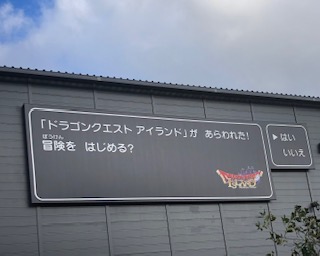 「ドラゴンクエスト アイランド」が あらわれた!
冒険を はじめる?
ぼうけん
▶ はい
いいえ